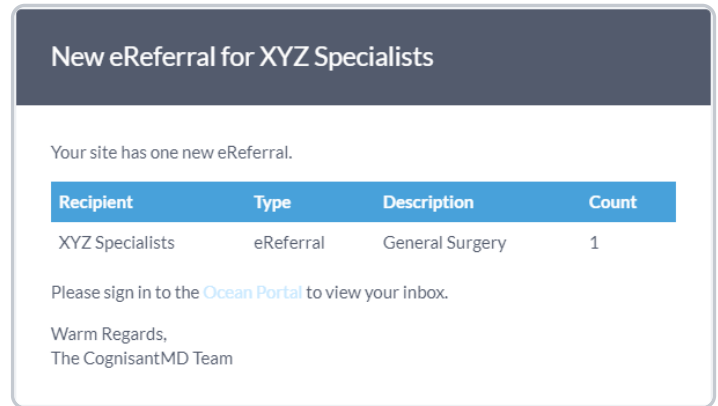 New eReferral for XYZ Specialists
Your site has one new eReferral.
Recipient Type Description Count
XYZ Specialists eReferral General Surgery 1
Please sign in to the Ocean Portal to view your inbox.
Warm Regards,
The CognisantMD Team